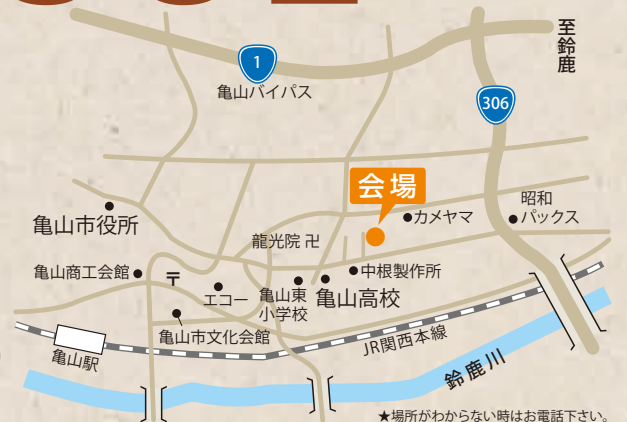 至鈴鹿
1
亀山バイパス
306
会場
亀山市役所
龍光院 卍
カメヤマ
昭和
パックス
亀山商工会館
〒
エコー
亀山東
小学校
亀山高校
中根製作所
亀山市文化会館
亀山駅
JR関西本線
鈴鹿川
★場所がわからない時はお電話下さい。